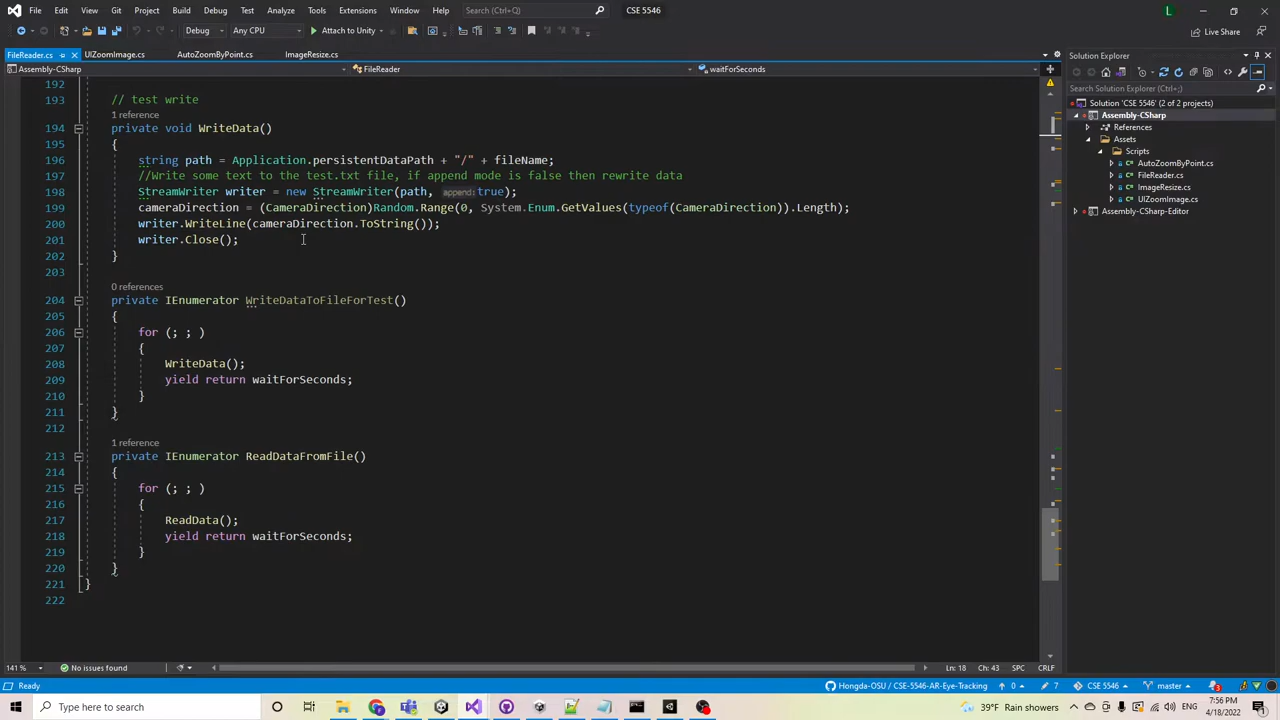 File Edit View Git Project Build Debug Test Analyze Tools Extensions Window Help Search (Ctrl+Q) CSE 5546 L
Debug Any CPU Attach to Unity Live Share
FileReader.cs UIZoomImage.cs AutoZoomByPoint.cs ImageResize.cs
Assembly-CSharp FileReader waitForSeconds
192
193 // test write
1 reference
194 private void WriteData()
195 {
196 string path = Application.persistentDataPath + "/" + fileName;
197 //Write some text to the test.txt file, if append mode is false then rewrite data
198 StreamWriter writer = new StreamWriter(path, append:true);
199 cameraDirection = (CameraDirection)Random.Range(0, System.Enum.GetValues(typeof(CameraDirection)).Length);
200 writer.WriteLine(cameraDirection.ToString());
201 writer.Close();
202 }
203
0 references
204 private IEnumerator WriteDataToFileForTest()
205 {
206 for (; ; )
207 {
208 WriteData();
209 yield return waitForSeconds;
210 }
211 }
212
1 reference
213 private IEnumerator ReadDataFromFile()
214 {
215 for (; ; )
216 {
217 ReadData();
218 yield return waitForSeconds;
219 }
220 }
221 }
222
141 % No issues found Ln: 18 Ch: 43 SPC CRLF
Solution Explorer
Search Solution Explorer (Ctrl+;)
Solution 'CSE 5546' (2 of 2 projects)
Assembly-CSharp
References
Assets
Scripts
AutoZoomByPoint.cs
FileReader.cs
ImageResize.cs
UIZoomImage.cs
Assembly-CSharp-Editor
Ready Hongda-OSU / CSE-5546-AR-Eye-Tracking 0 7 CSE 5546 master
Type here to search 39°F Rain showers 7:56 PM
4/18/2022